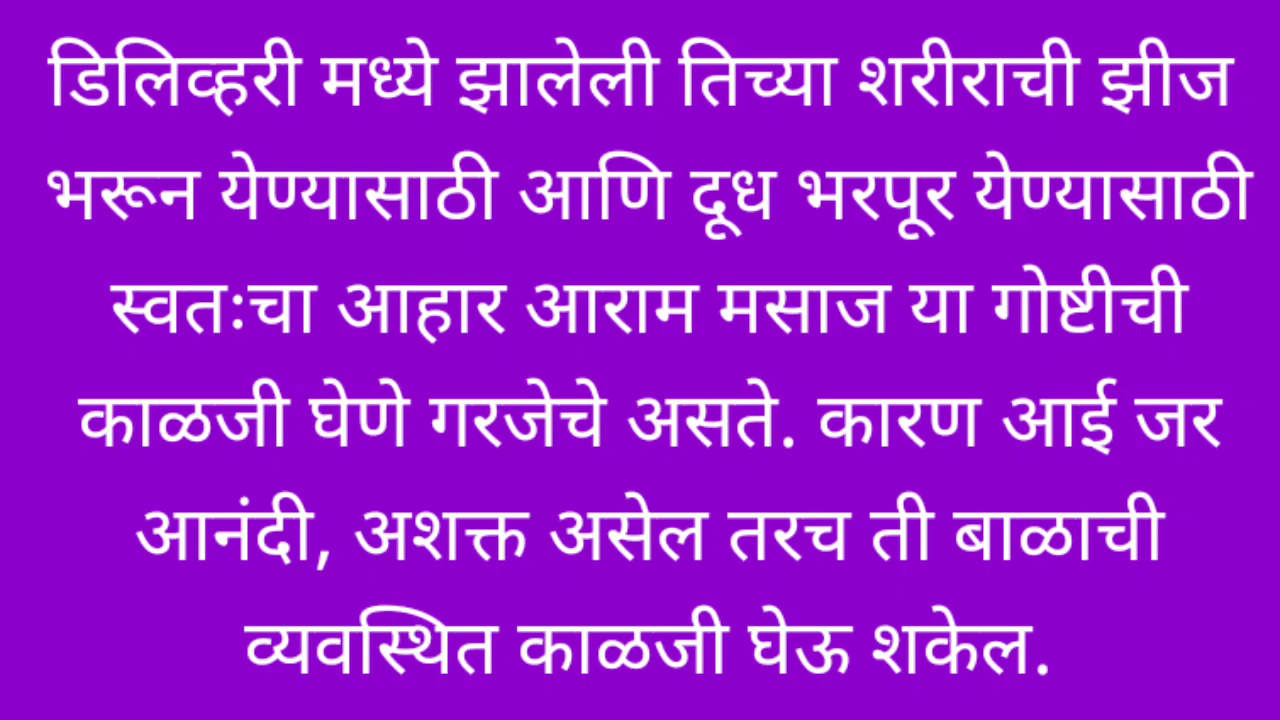 डिलिव्हरी मध्ये झालेली तिच्या शरीराची झीज
भरून येण्यासाठी आणि दूध भरपूर येण्यासाठी
स्वतःचा आहार आराम मसाज या गोष्टीची
काळजी घेणे गरजेचे असते. कारण आई जर
आनंदी, अशक्त असेल तरच ती बाळाची
व्यवस्थित काळजी घेऊ शकेल.